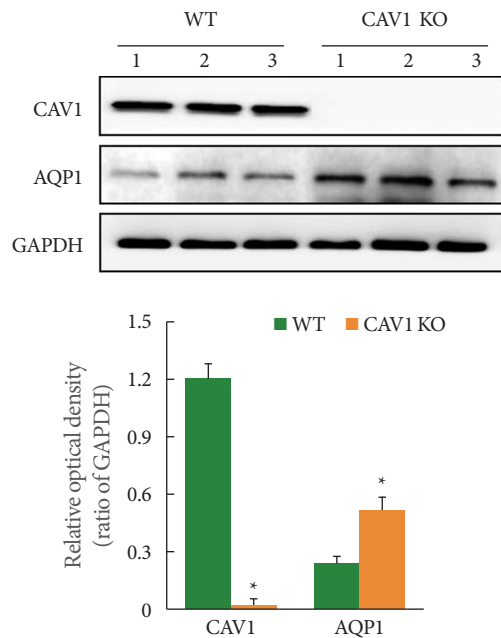 WT CAV1 KO
1 2 3 1 2 3
CAV1
AQP1
GAPDH
WT CAV1 KO
Relative optical density
(ratio of GAPDH)
1.5
1.2
0.9
0.6
0.3
0
*
*
CAV1 AQP1